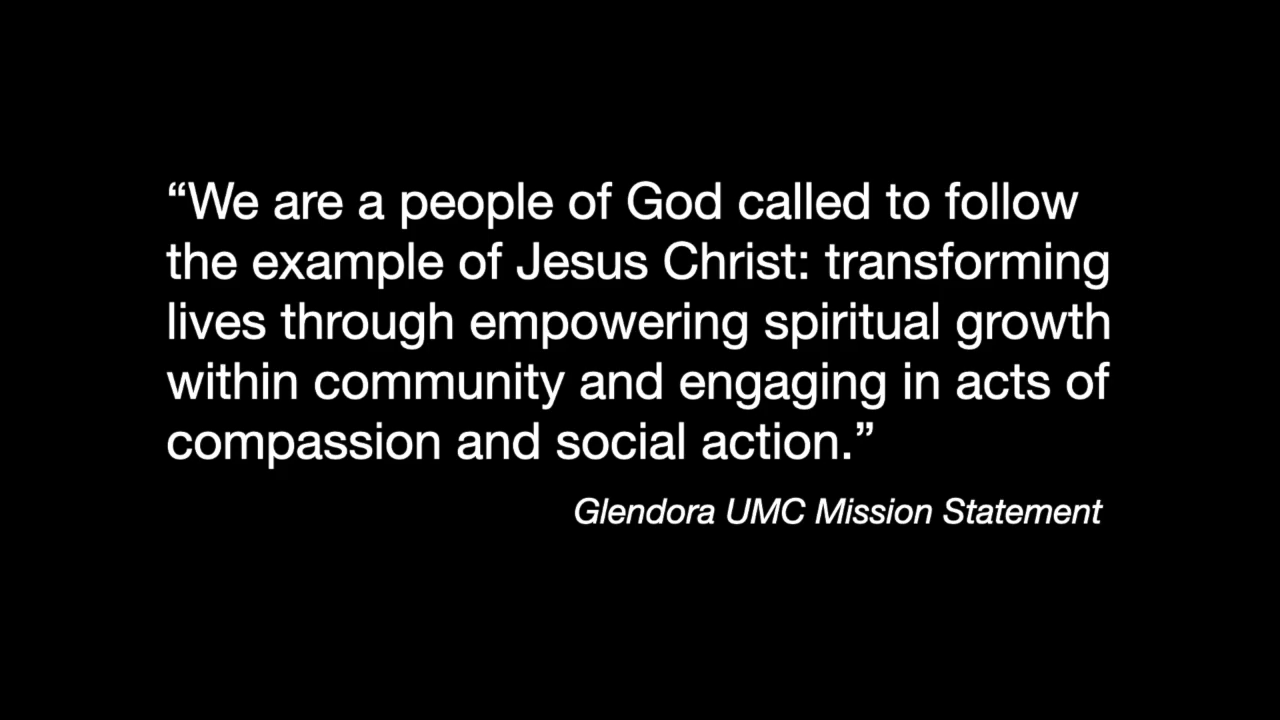 “We are a people of God called to follow
the example of Jesus Christ: transforming
lives through empowering spiritual growth
within community and engaging in acts of
compassion and social action.”
Glendora UMC Mission Statement